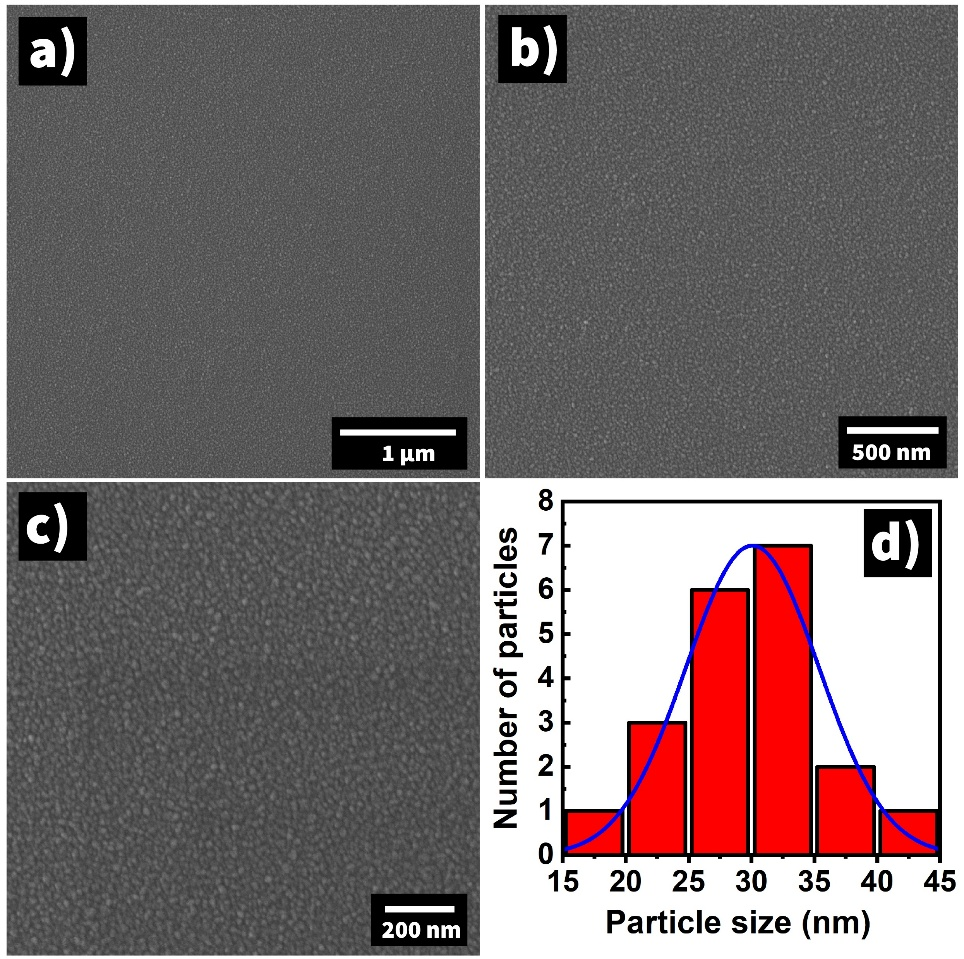 a)
1 µm
b)
500 nm
c)
200 nm
d)
Number of particles
8
7
6
5
4
3
2
1
0
15 20 25 30 35 40 45
Particle size (nm)